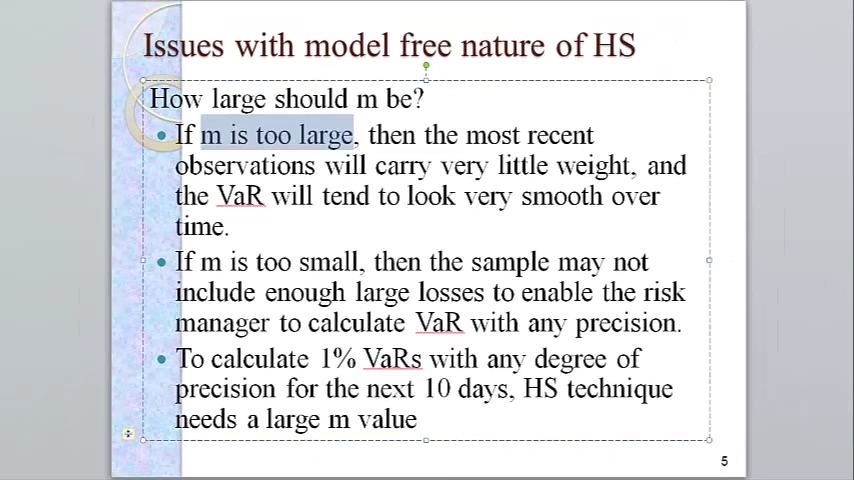 Issues with model free nature of HS
How large should m be?
• If m is too large, then the most recent
observations will carry very little weight, and
the VaR will tend to look very smooth over
time.
• If m is too small, then the sample may not
include enough large losses to enable the risk
manager to calculate VaR with any precision.
• To calculate 1% VaRs with any degree of
precision for the next 10 days, HS technique
needs a large m value
5